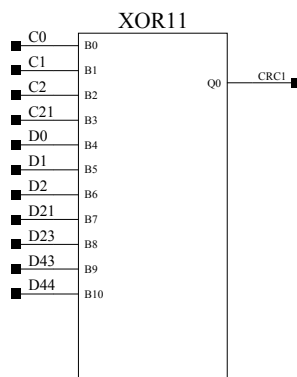 XOR11
C0 B0
C1 B1 Q0 CRC1
C2 B2
C21 B3
D0 B4
D1 B5
D2 B6
D21 B7
D23 B8
D43 B9
D44 B10